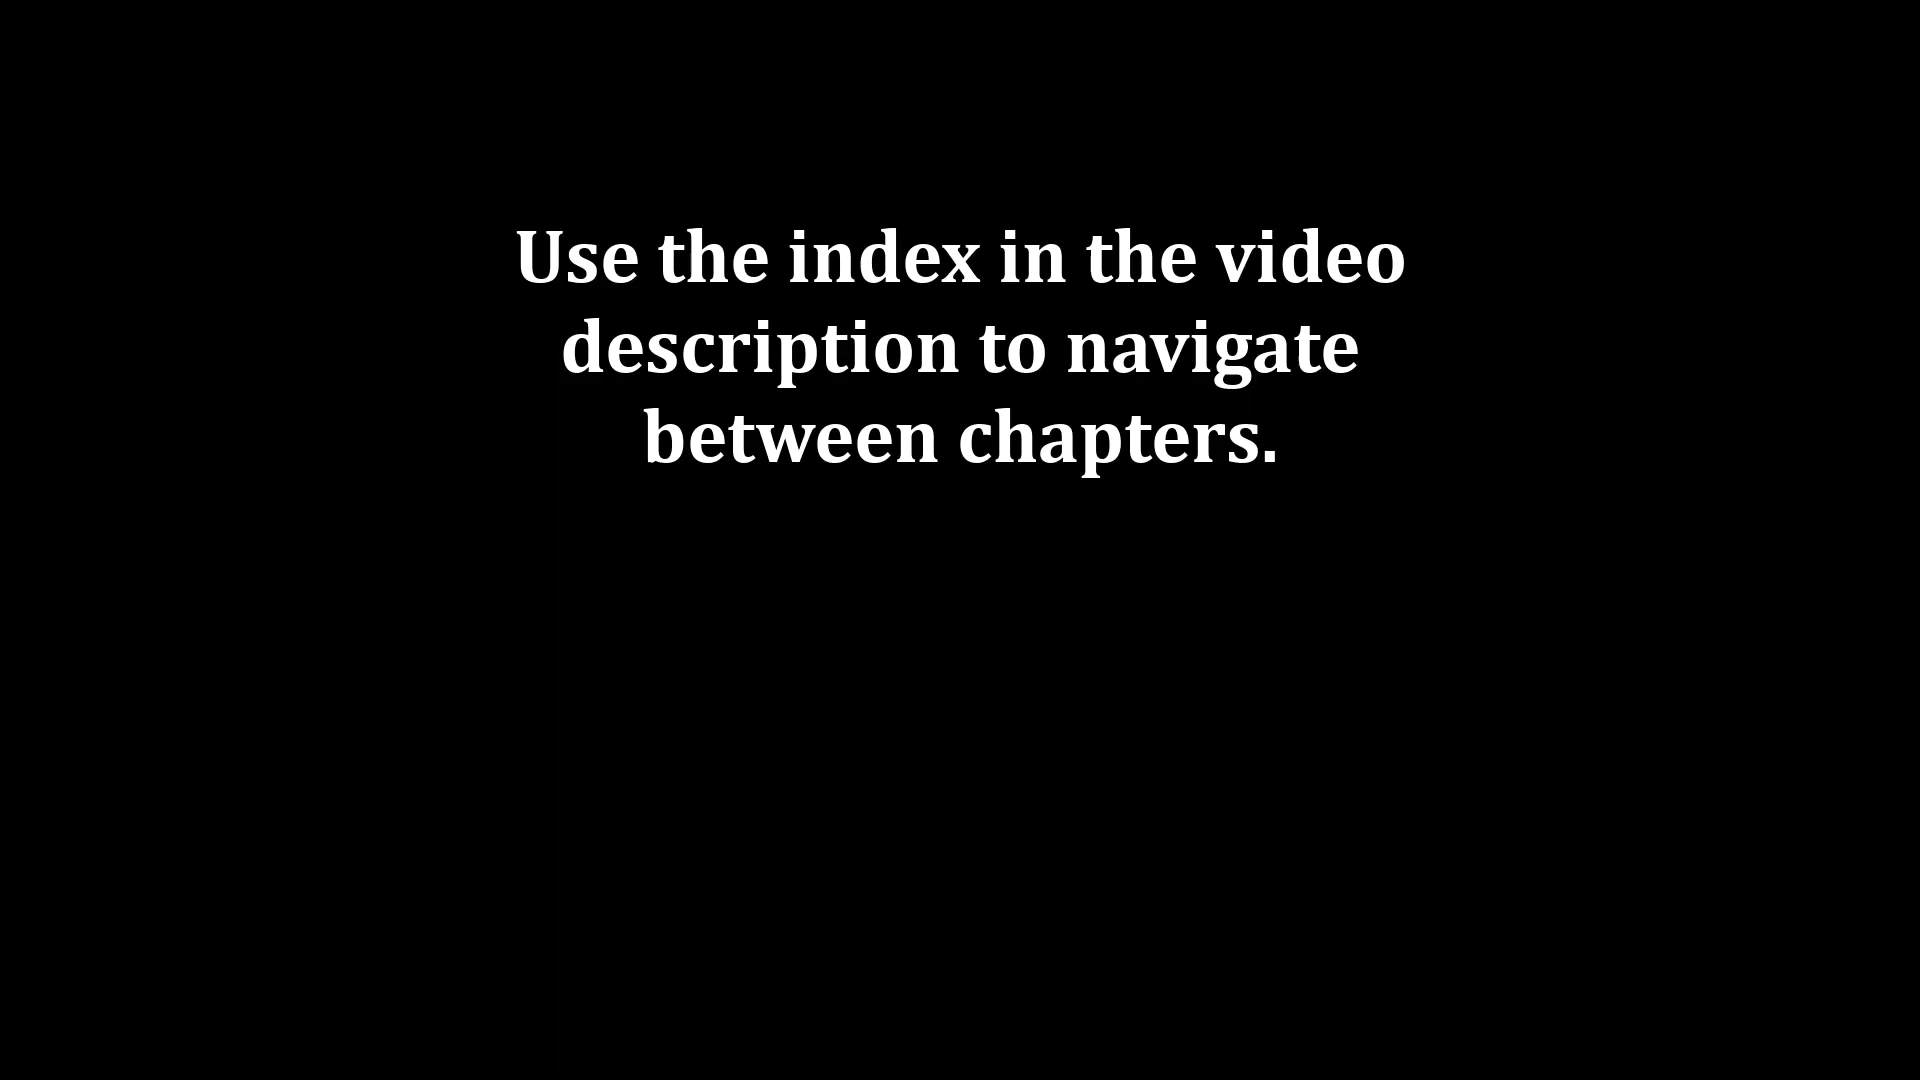 Use the index in the video
description to navigate
between chapters.